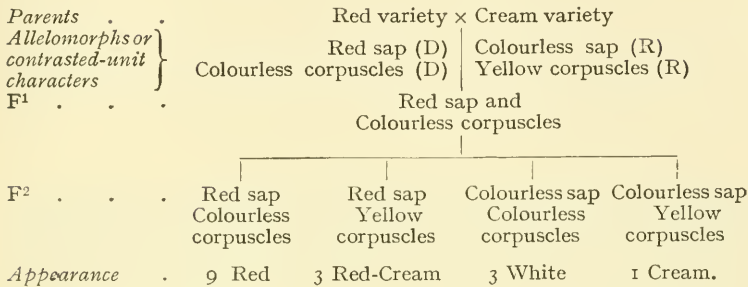 Parents . . Red variety × Cream variety
Allelomorphs or contrasted-unit characters } Red sap (D) | Colourless sap (R)
Colourless corpuscles (D) | Yellow corpuscles (R)
F¹ . . . Red sap and
Colourless corpuscles
F² . . . Red sap Red sap Colourless sap Colourless sap
Colourless Yellow Colourless Yellow
corpuscles corpuscles corpuscles corpuscles
Appearance . 9 Red 3 Red-Cream 3 White 1 Cream.